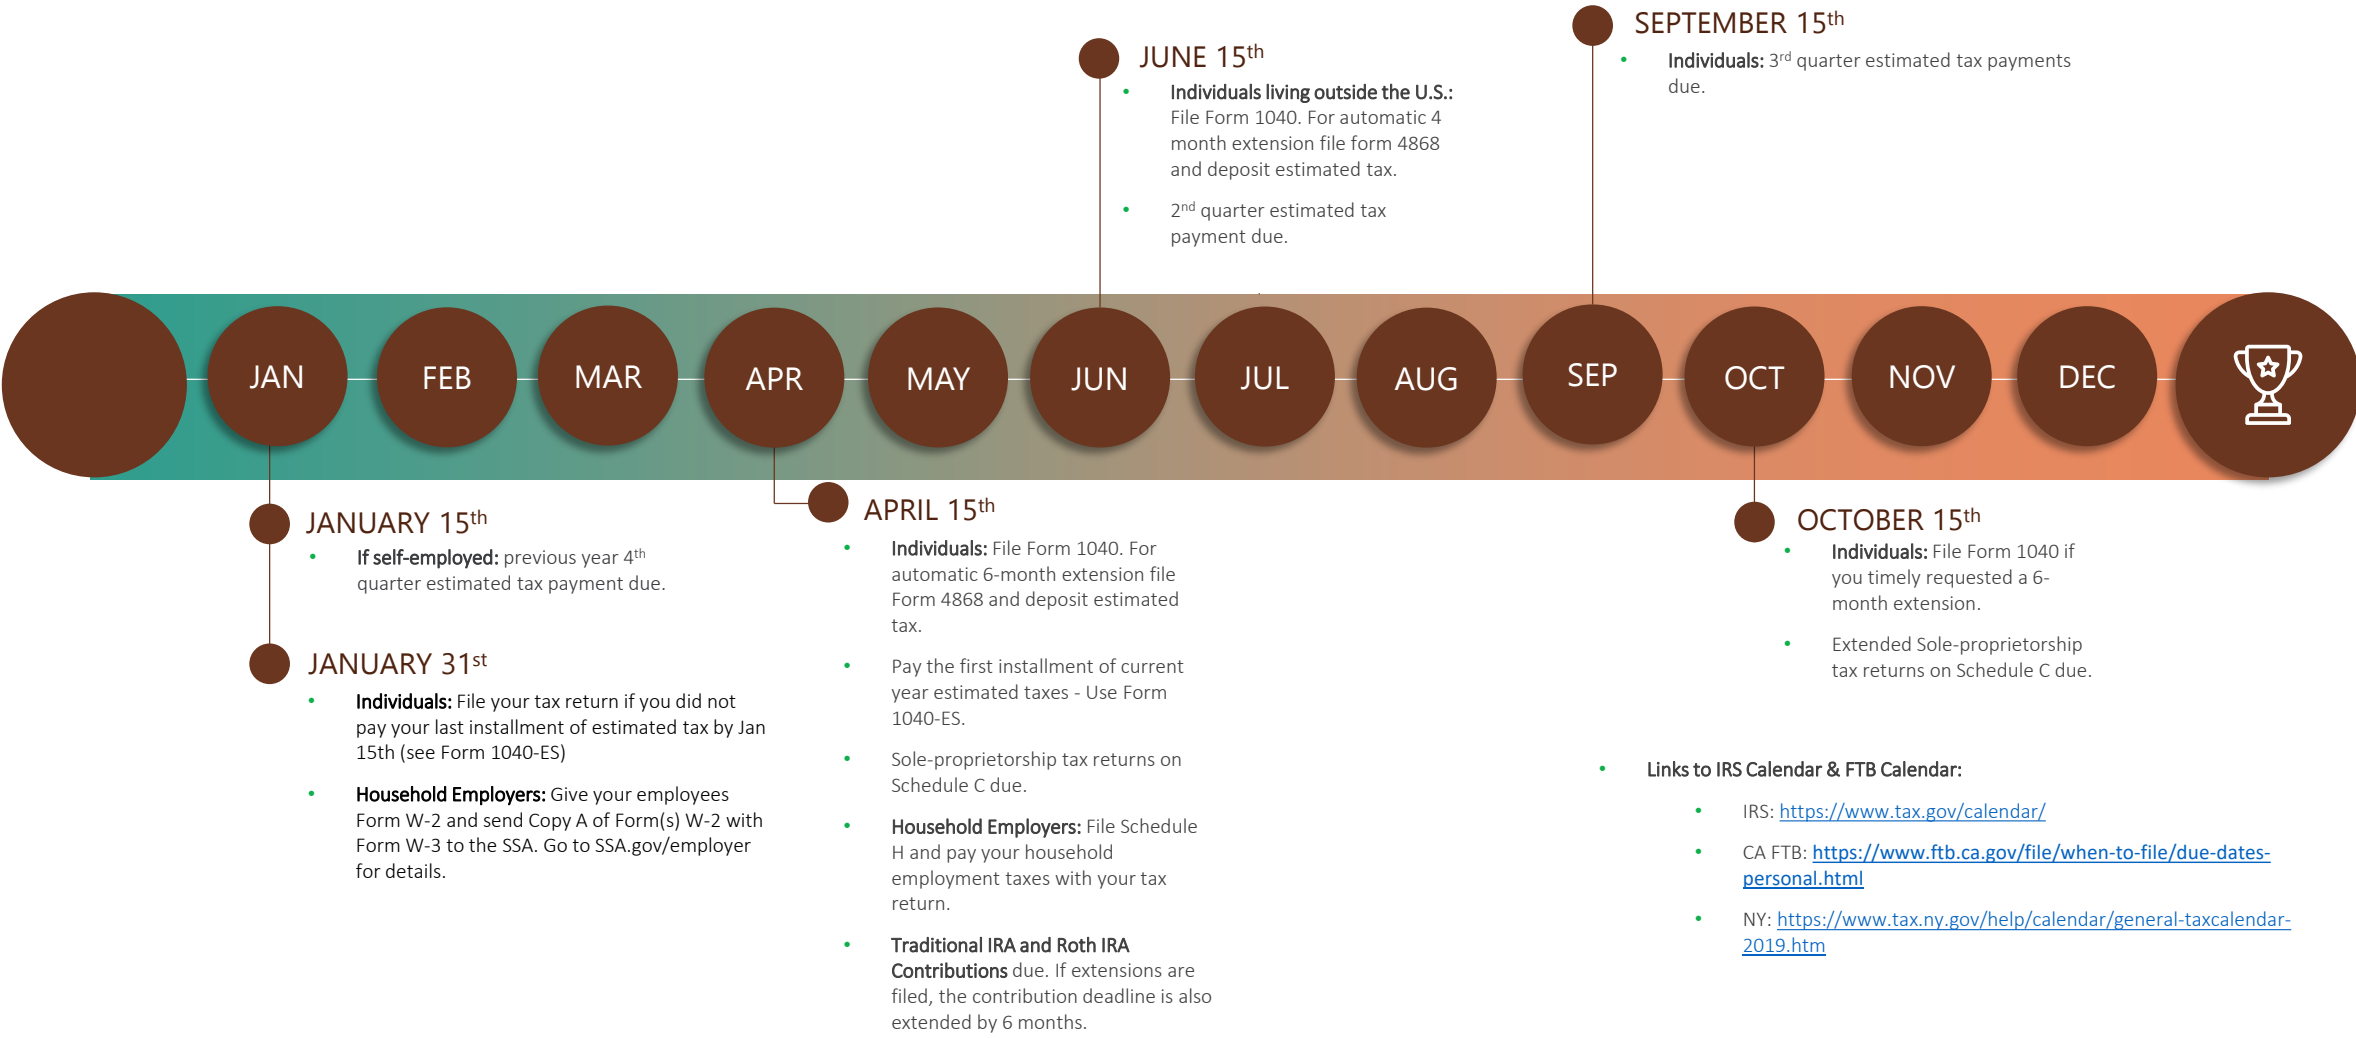 SEPTEMBER 15th
• Individuals: 3rd quarter estimated tax payments
due.
JUNE 15th
• Individuals living outside the U.S.:
File Form 1040. For automatic 4
month extension file form 4868
and deposit estimated tax.
• 2nd quarter estimated tax
payment due.
JAN
FEB
MAR
APR
MAY
JUN
JUL
AUG
SEP
OCT
NOV
DEC
JANUARY 15th
• If self-employed: previous year 4th
quarter estimated tax payment due.
JANUARY 31st
• Individuals: File your tax return if you did not
pay your last installment of estimated tax by Jan
15th (see Form 1040-ES)
• Household Employers: Give your employees
Form W-2 and send Copy A of Form(s) W-2 with
Form W-3 to the SSA. Go to SSA.gov/employer
for details.
APRIL 15th
• Individuals: File Form 1040. For
automatic 6-month extension file
Form 4868 and deposit estimated
tax.
• Pay the first installment of current
year estimated taxes - Use Form
1040-ES.
• Sole-proprietorship tax returns on
Schedule C due.
• Household Employers: File Schedule
H and pay your household
employment taxes with your tax
return.
• Traditional IRA and Roth IRA
Contributions due. If extensions are
filed, the contribution deadline is also
extended by 6 months.
OCTOBER 15th
• Individuals: File Form 1040 if
you timely requested a 6-
month extension.
• Extended Sole-proprietorship
tax returns on Schedule C due.
• Links to IRS Calendar & FTB Calendar:
• IRS: https://www.tax.gov/calendar/
• CA FTB: https://www.ftb.ca.gov/file/when-to-file/due-dates-
personal.html
• NY: https://www.tax.ny.gov/help/calendar/general-taxcalendar-
2019.htm